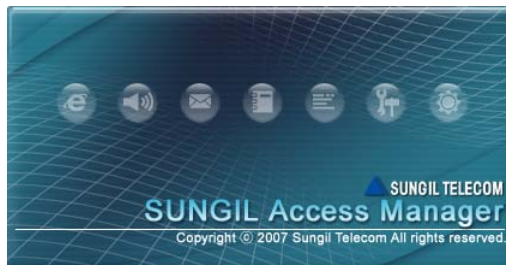 SUNGIL TELECOM
SUNGIL Access Manager
Copyright ⓒ 2007 Sungil Telecom All rights reserved.